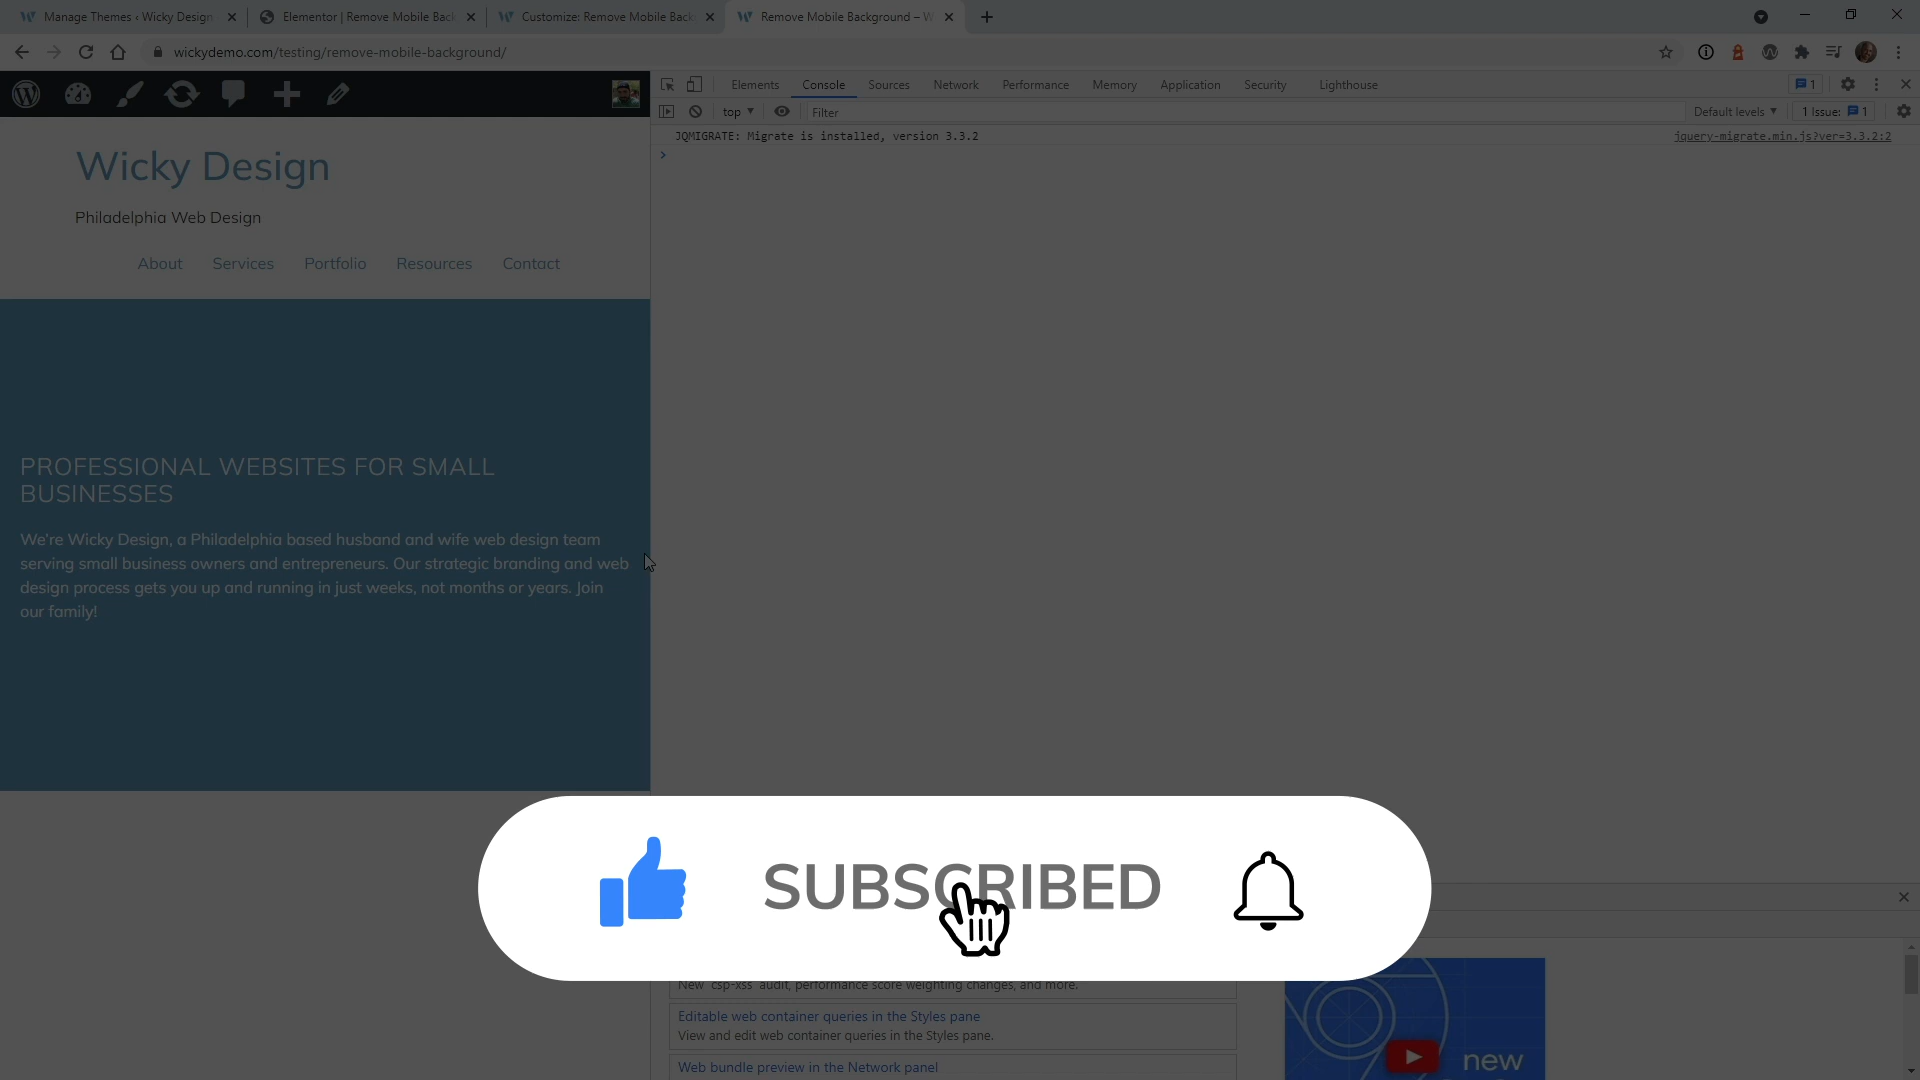 Manage Themes ‹ Wicky Design
Elementor | Remove Mobile Back
Customize: Remove Mobile Back
Remove Mobile Background – W
wickydemo.com/testing/remove-mobile-background/
Elements
Console
Sources
Network
Performance
Memory
Application
Security
Lighthouse
1
top
Filter
Default levels
1 Issue:
1
JQMIGRATE: Migrate is installed, version 3.3.2
jquery-migrate.min.js?ver=3.3.2:2
Wicky Design
Philadelphia Web Design
About
Services
Portfolio
Resources
Contact
PROFESSIONAL WEBSITES FOR SMALL
BUSINESSES
We're Wicky Design, a Philadelphia based husband and wife web design team
serving small business owners and entrepreneurs. Our strategic branding and web
design process gets you up and running in just weeks, not months or years. Join
our family!
SUBSCRIBED
New `csp-xss` audit, performance score weighting changes, and more.
Editable web container queries in the Styles pane
View and edit web container queries in the Styles pane.
Web bundle preview in the Network panel
new